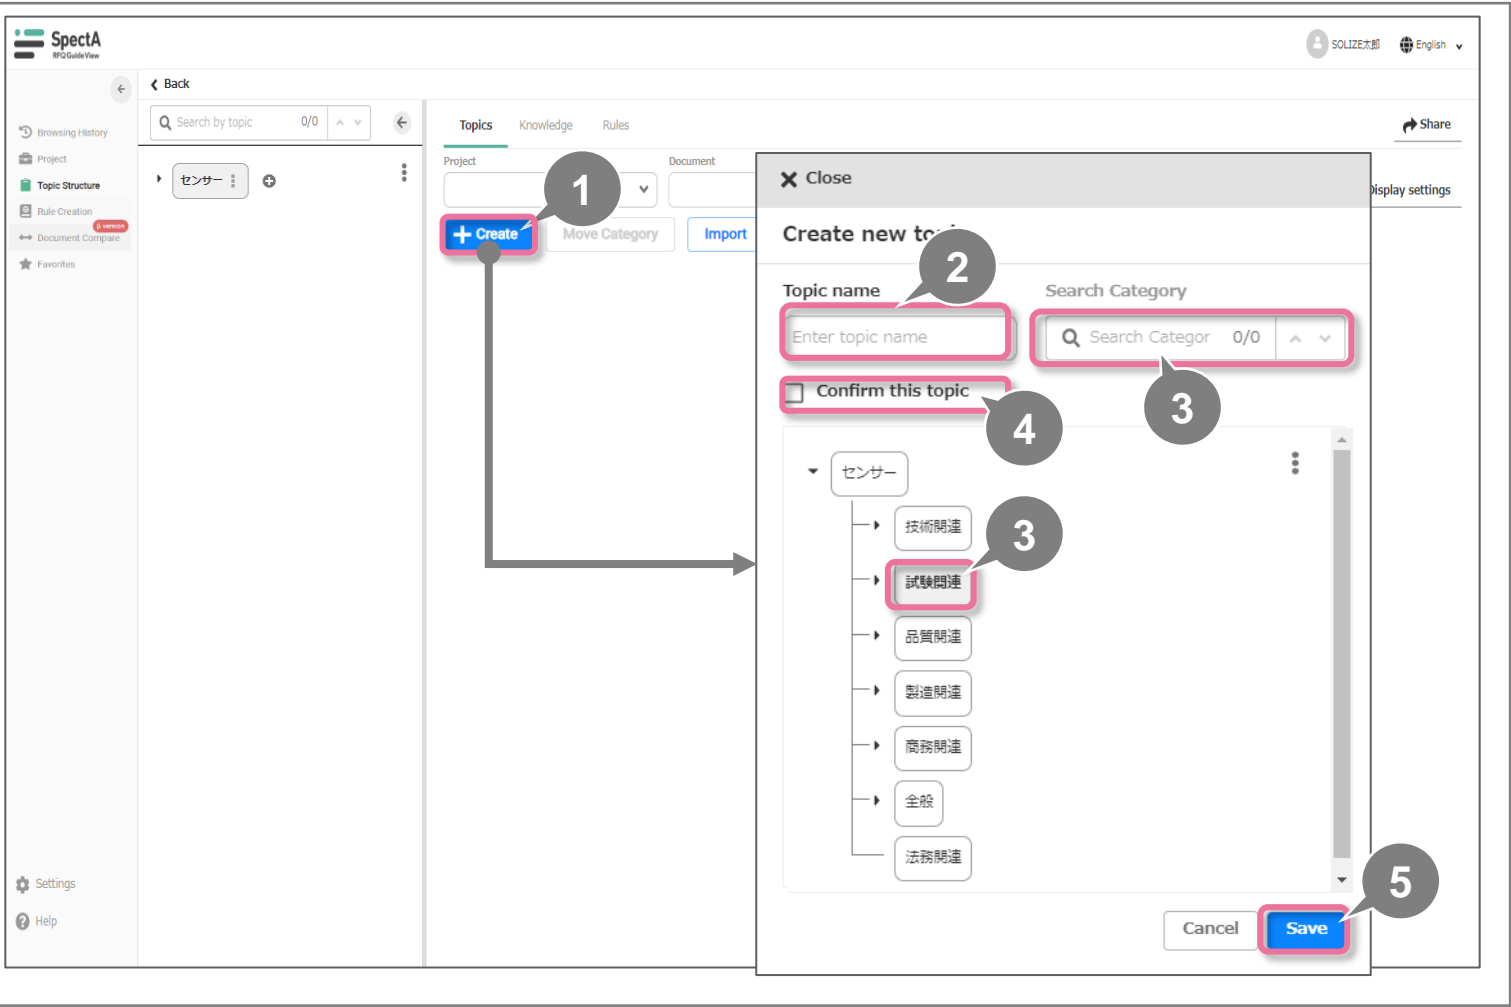 SpectA
RFQ GuideView
SOLIZE太郎
English
Back
Search by topic 0/0
Topics Knowledge Rules
Share
Browsing History
Project
Topic Structure
Rule Creation
β version
Document Compare
Favorites
センサー
Project
Document
Display settings
1
+ Create
Move Category
Import
Close
Create new to
2
Topic name
Search Category
Enter topic name
Search Categor 0/0
Confirm this topic
3
4
センサー
技術関連
3
試験関連
品質関連
製造関連
商務関連
全般
法務関連
5
Settings
Help
Cancel
Save